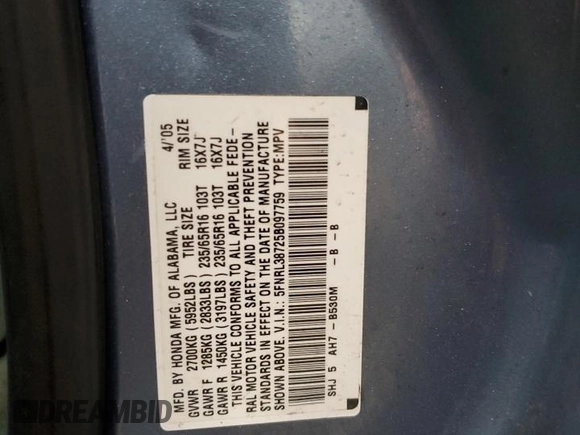 MFD. BY HONDA MFG. OF ALABAMA, LLC 4/'05
GVWR 2700KG (5952LBS) TIRE SIZE RIM SIZE
GAWR F 1285KG (2833LBS) 235/65R16 103T 16X7J
GAWR R 1450KG (3197LBS) 235/65R16 103T 16X7J
THIS VEHICLE CONFORMS TO ALL APPLICABLE FEDE-
RAL MOTOR VEHICLE SAFETY AND THEFT PREVENTION
STANDARDS IN EFFECT ON THE DATE OF MANUFACTURE
SHOWN ABOVE. V.I.N.: 5FNRL38725B097759 TYPE:MPV
SHJ 5 AH7 - B530M - B - B
DREAMBID